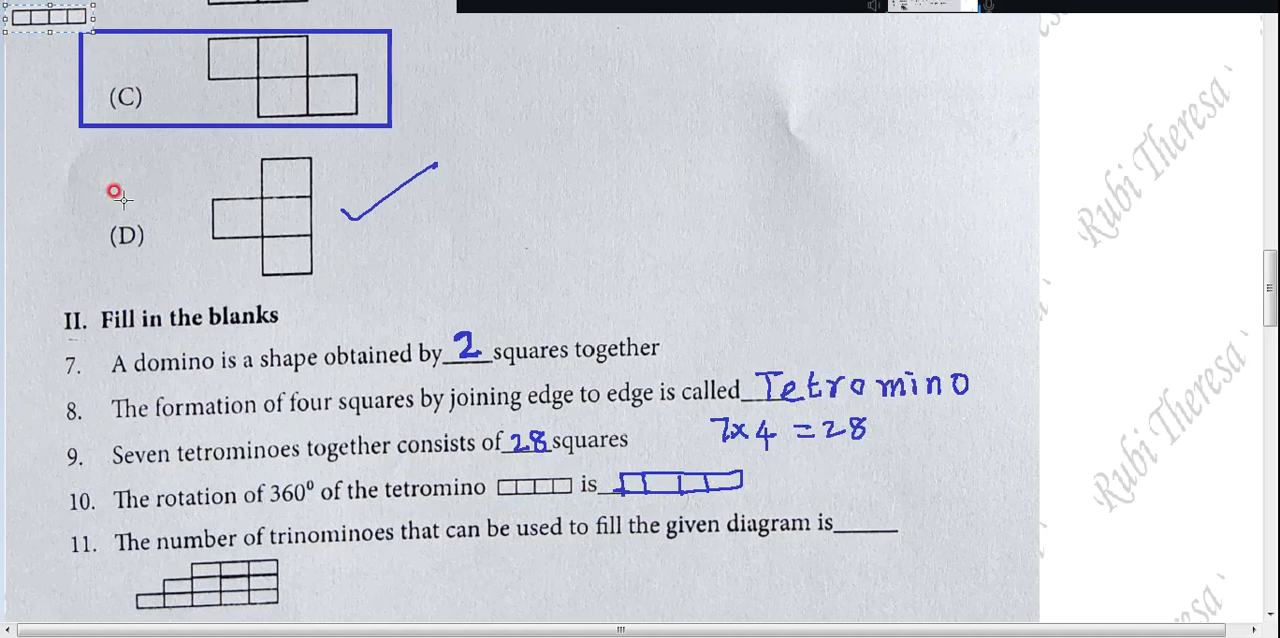 (C)
(D)
II. Fill in the blanks
7. A domino is a shape obtained by 2 squares together
8. The formation of four squares by joining edge to edge is called Tetromino
7x4 = 28
9. Seven tetrominoes together consists of 28 squares
10. The rotation of 360⁰ of the tetromino is
11. The number of trinominoes that can be used to fill the given diagram is_____
Rubi Theresa
Rubi Theresa
esa